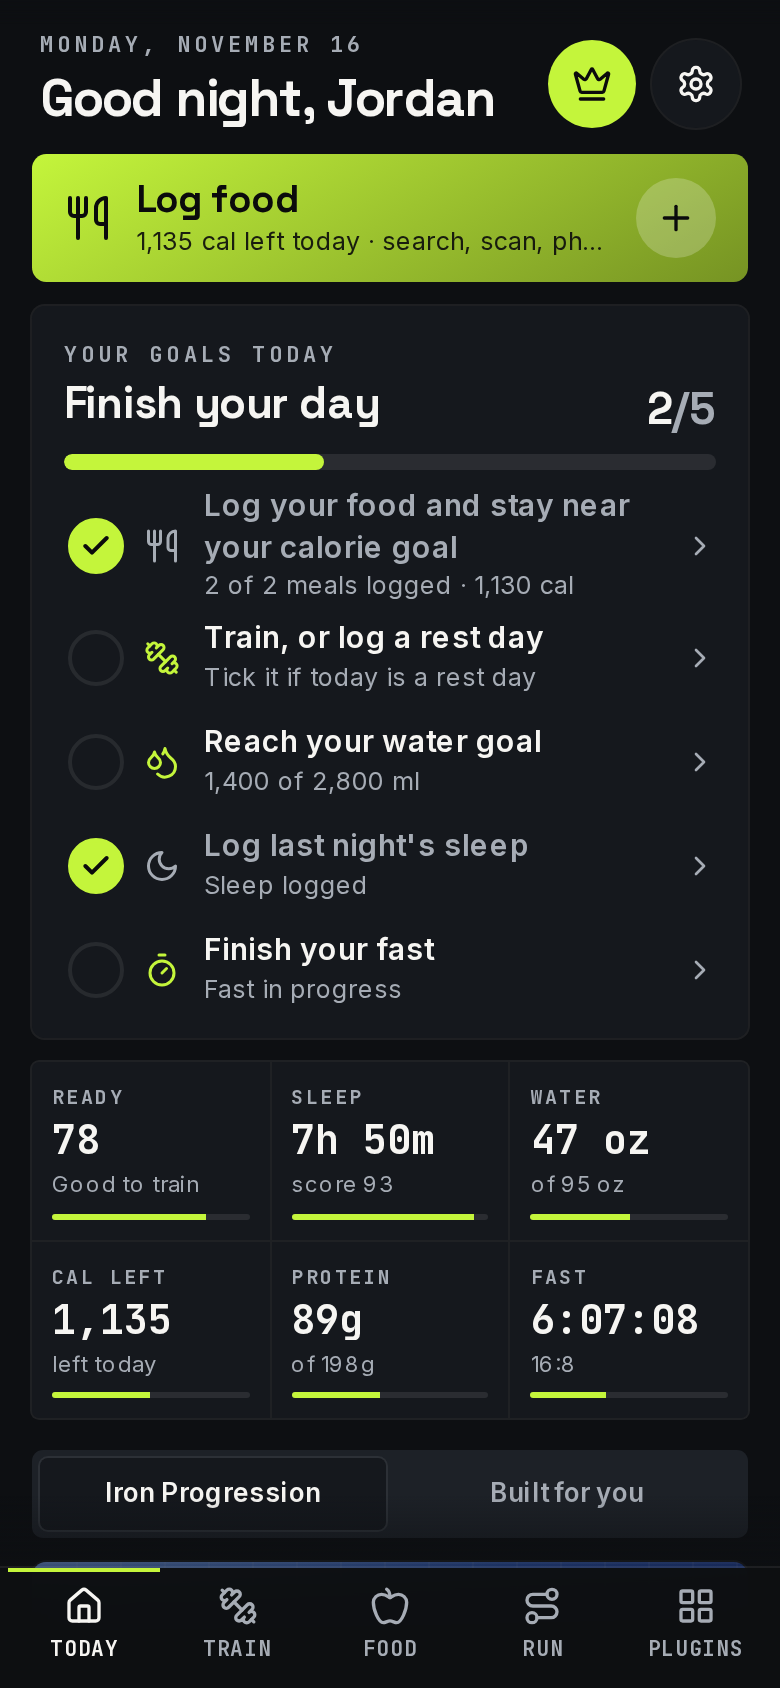 MONDAY, NOVEMBER 16
Good night, Jordan
Log food
1,135 cal left today · search, scan, ph...
YOUR GOALS TODAY
Finish your day
2/5
Log your food and stay near
your calorie goal
2 of 2 meals logged · 1,130 cal
Train, or log a rest day
Tick it if today is a rest day
Reach your water goal
1,400 of 2,800 ml
Log last night's sleep
Sleep logged
Finish your fast
Fast in progress
READY
78
Good to train
SLEEP
7h 50m
score 93
WATER
47 oz
of 95 oz
CAL LEFT
1,135
left today
PROTEIN
89g
of 198g
FAST
6:07:08
16:8
Iron Progression
Built for you
TODAY
TRAIN
FOOD
RUN
PLUGINS